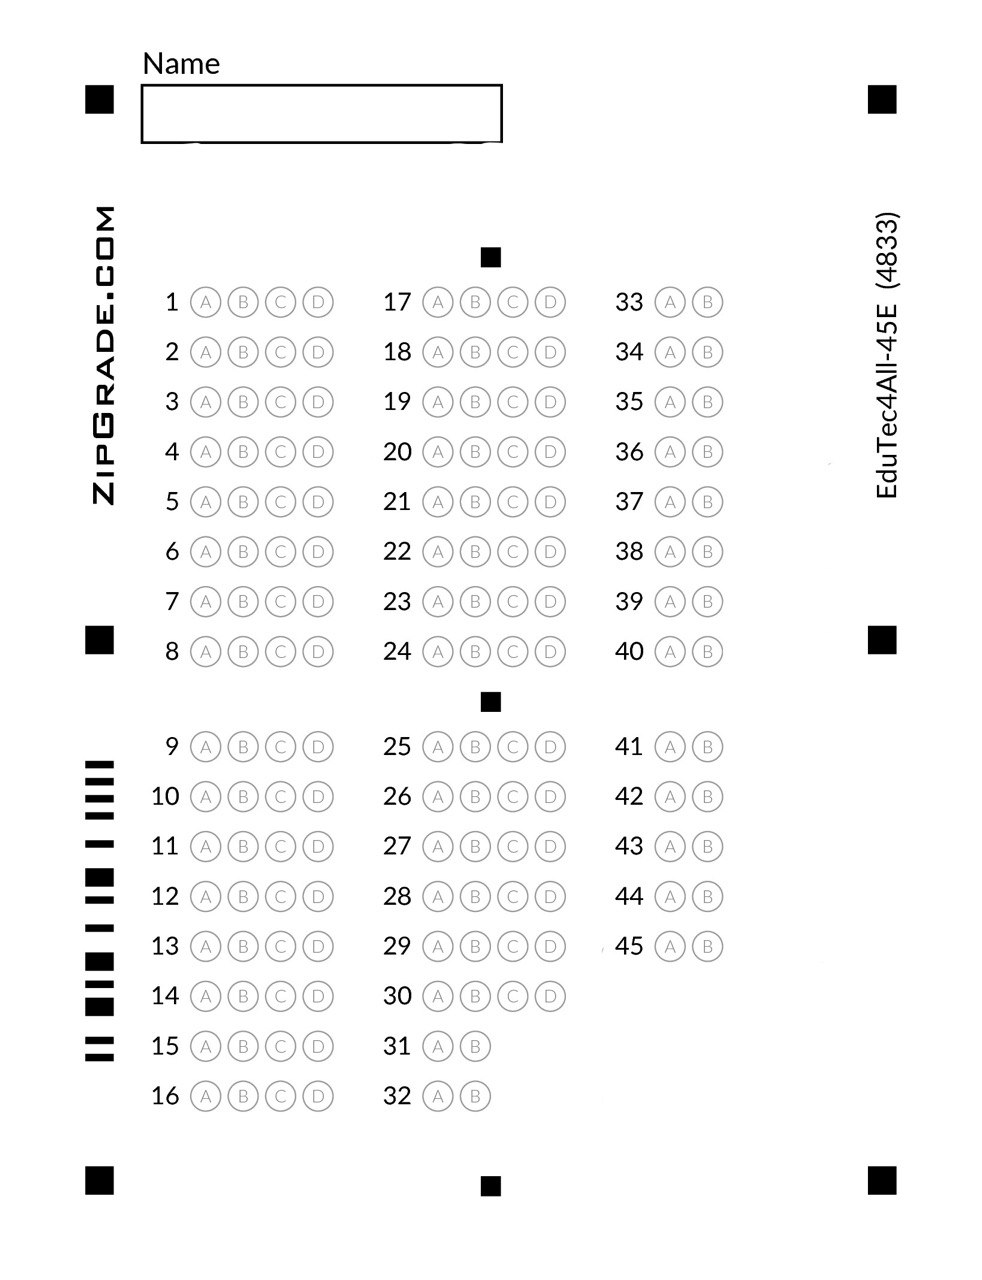 Name
ZIPGRADE.COM
EduTec4All-45E (4833)
1 A B C D
2 A B C D
3 A B C D
4 A B C D
5 A B C D
6 A B C D
7 A B C D
8 A B C D
9 A B C D
10 A B C D
11 A B C D
12 A B C D
13 A B C D
14 A B C D
15 A B C D
16 A B C D
17 A B C D
18 A B C D
19 A B C D
20 A B C D
21 A B C D
22 A B C D
23 A B C D
24 A B C D
25 A B C D
26 A B C D
27 A B C D
28 A B C D
29 A B C D
30 A B C D
31 A B
32 A B
33 A B
34 A B
35 A B
36 A B
37 A B
38 A B
39 A B
40 A B
41 A B
42 A B
43 A B
44 A B
45 A B